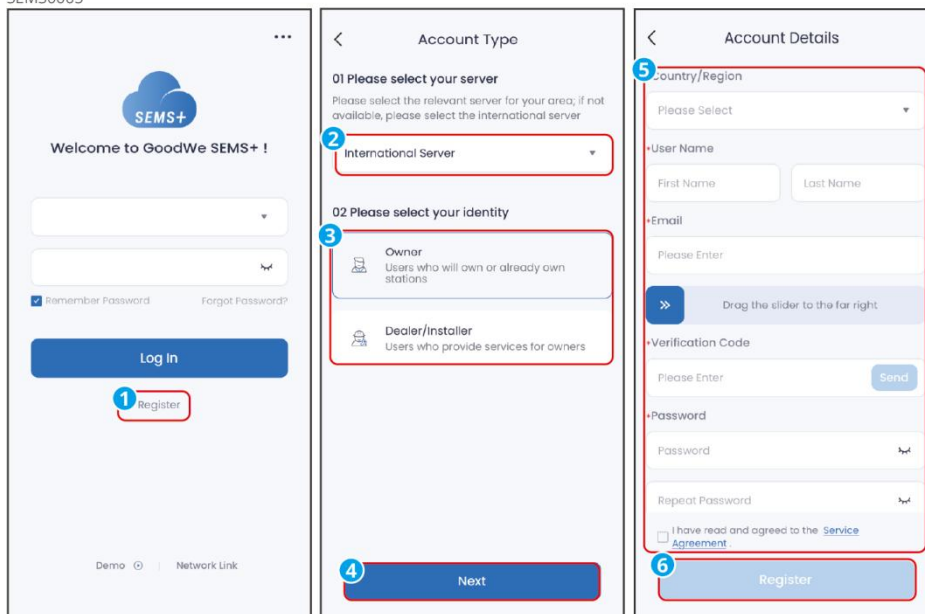 SEMS0003
SEMS+
Welcome to GoodWe SEMS+ !
Remember Password
Forgot Password?
Log In
1
Register
Demo
Network Link
Account Type
01 Please select your server
Please select the relevant server for your area; if not
available, please select the international server
2
International Server
02 Please select your identity
3
Owner
Users who will own or already own
stations
Dealer/Installer
Users who provide services for owners
4
Next
Account Details
5
Country/Region
Please Select
*User Name
First Name
Last Name
*Email
Please Enter
Drag the slider to the far right
*Verification Code
Please Enter
Send
*Password
Password
Repeat Password
I have read and agreed to the Service
Agreement .
6
Register